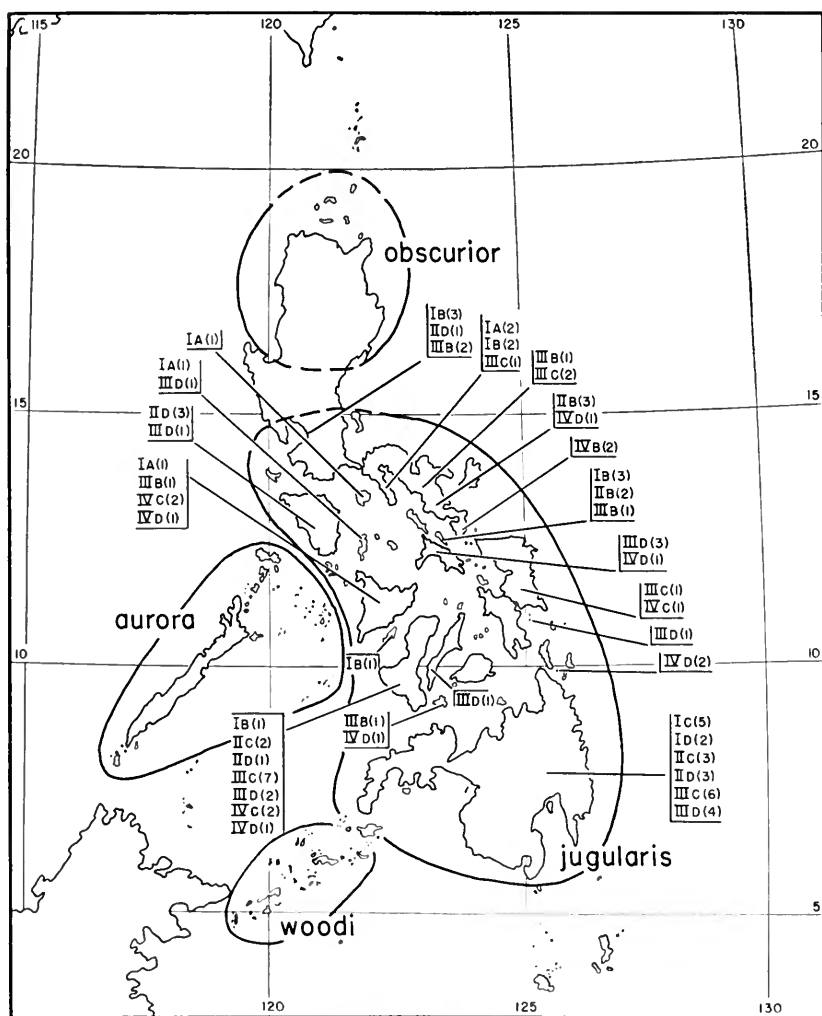 115
120
125
130
20
20
obscurior
IA(1)
IB(3)
IID(1)
IIIB(2)
IA(2)
IB(2)
IIIC(1)
IIIB(1)
IIIC(2)
IA(1)
IIID(1)
15
15
IID(3)
IIID(1)
IIB(3)
IVD(1)
IVB(2)
IA(1)
IIIB(1)
IVC(2)
IVD(1)
IB(3)
IIB(2)
IIIB(1)
IIID(3)
IVD(1)
IIIC(1)
IVC(1)
aurora
IIID(1)
10
10
IB(1)
IVD(2)
IIID(1)
IIIB(1)
IVD(1)
IB(1)
IIC(2)
IID(1)
IIIC(7)
IIID(2)
IVC(2)
IVD(1)
IC(5)
ID(2)
IIC(3)
IID(3)
IIIC(6)
IIID(4)
jugularis
woodi
5
120
125
130